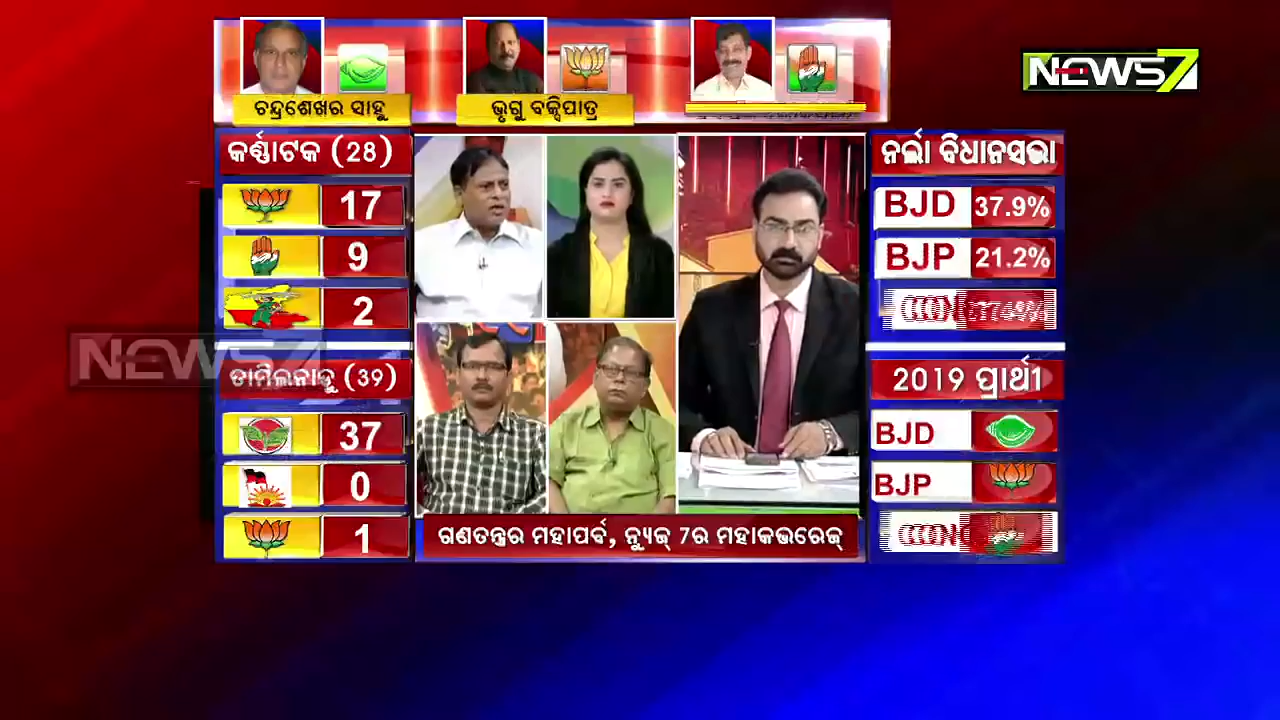 NEWS7
ଚନ୍ଦ୍ରଶେଖର ସାହୁ
ଭୃଗୁ ବକ୍ସିପାତ୍ର
କର୍ଣ୍ଣାଟକ (28)
17
9
2
NEWS7
ତାମିଲନାଡୁ (39)
37
0
1
ନର୍ଲା ବିଧାନସଭା
BJD 37.9%
BJP 21.2%
2019 ପ୍ରାର୍ଥୀ
BJD
BJP
ଗଣତନ୍ତ୍ରର ମହାପର୍ବ, ନ୍ୟୁଜ୍ 7ର ମହାକଭରେଜ୍